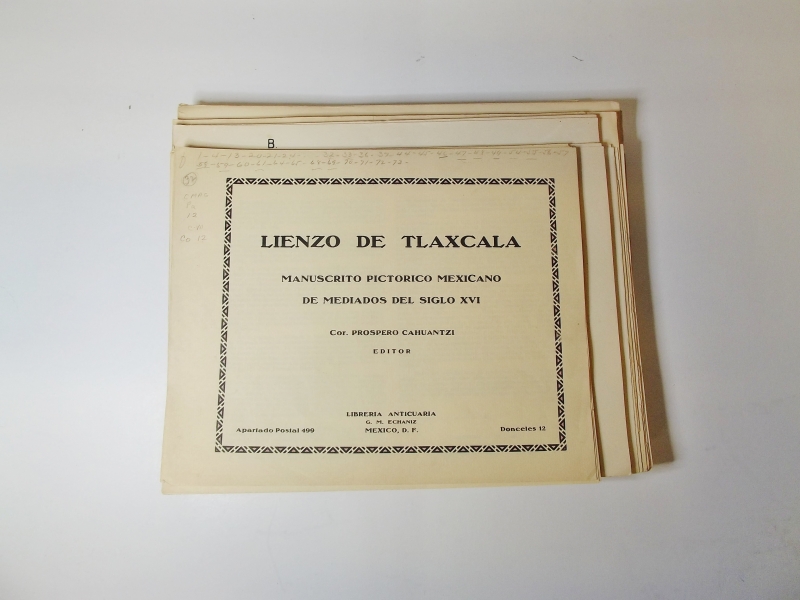 B.
LIENZO DE TLAXCALA
MANUSCRITO PICTORICO MEXICANO
DE MEDIADOS DEL SIGLO XVI
Cor. PROSPERO CAHUANTZI
EDITOR
LIBRERIA ANTICUARIA
G. M. ECHANIZ
Apartado Postal 499 MEXICO, D. F. Donceles 12